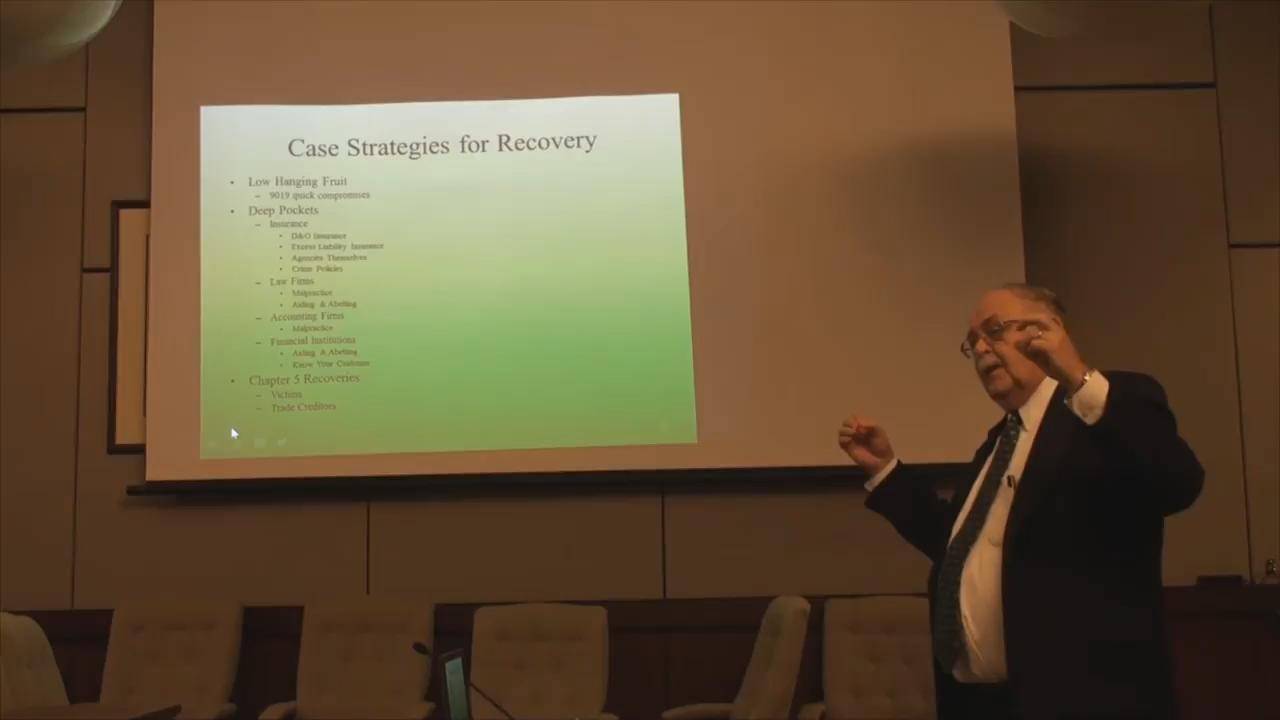 Case Strategies for Recovery
• Low Hanging Fruit
– 9019 quick compromises
• Deep Pockets
– Insurance
• D&O Insurance
• Excess Liability Insurance
• Agencies Themselves
• Crime Policies
– Law Firms
• Malpractice
• Aiding & Abetting
– Accounting Firms
• Malpractice
– Financial Institutions
• Aiding & Abetting
• Know Your Customer
• Chapter 5 Recoveries
– Victims
– Trade Creditors